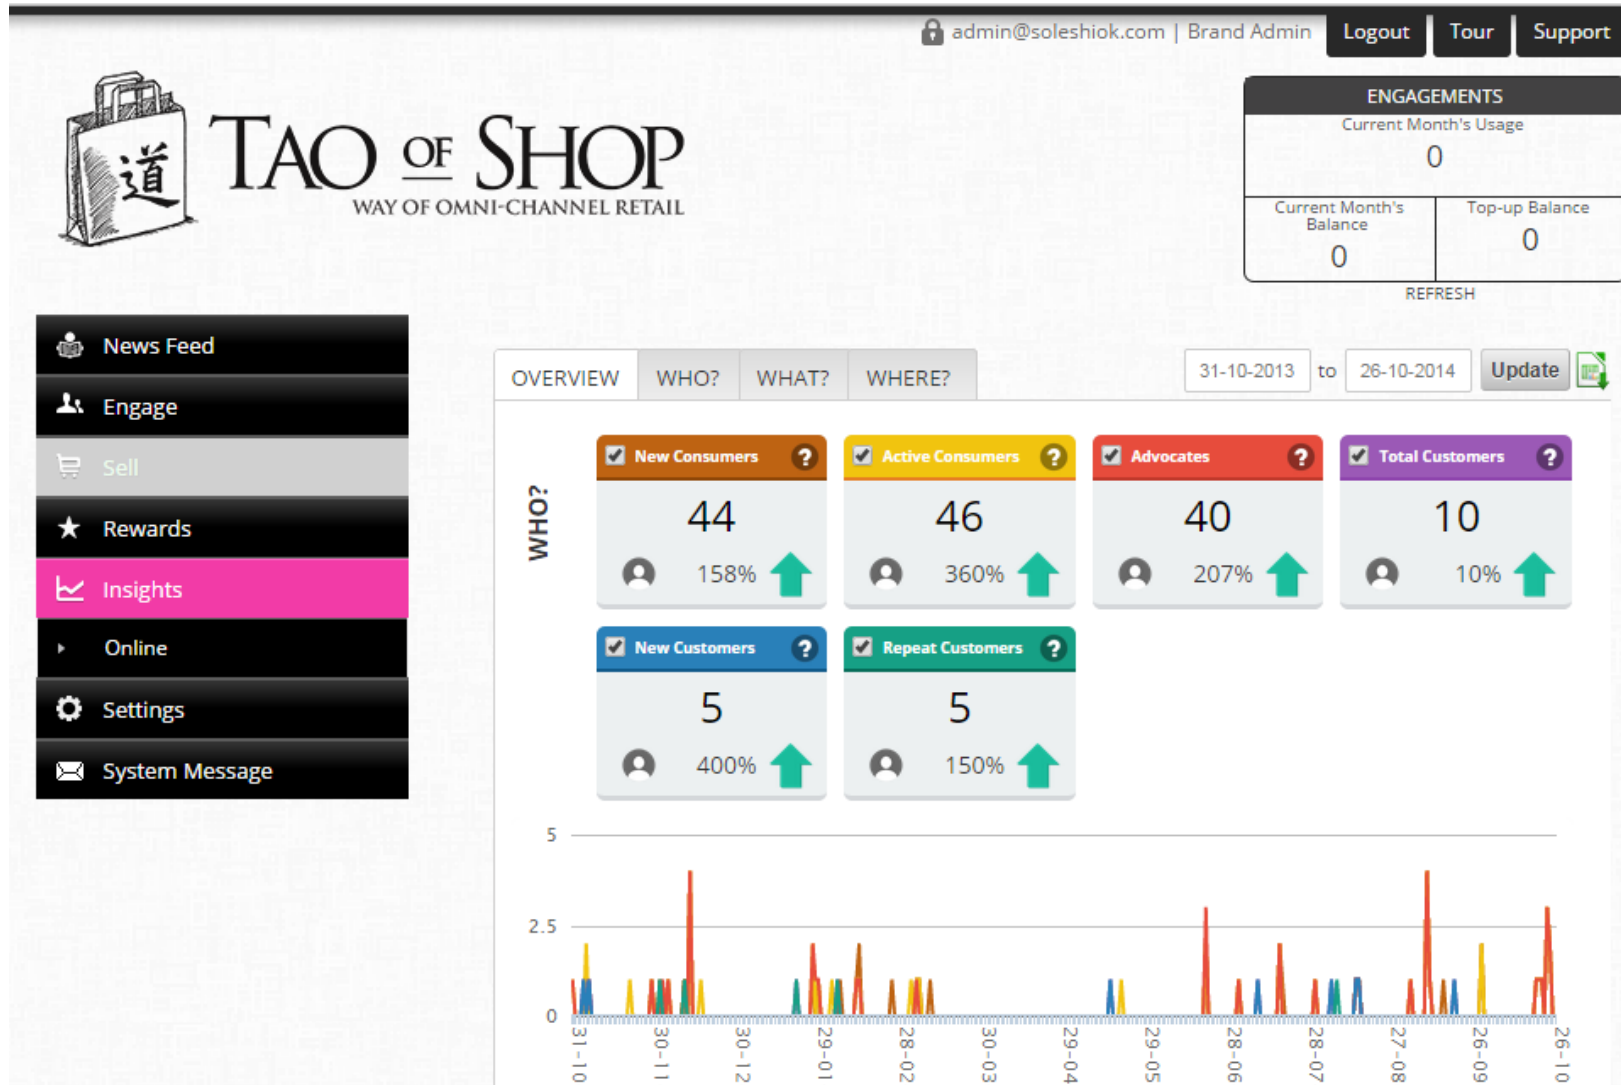 admin@soleshiok.com | Brand Admin
Logout
Tour
Support
道
TAO OF SHOP
WAY OF OMNI-CHANNEL RETAIL
ENGAGEMENTS
Current Month's Usage
0
Current Month's
Balance
0
Top-up Balance
0
REFRESH
News Feed
Engage
Sell
Rewards
Insights
Online
Settings
System Message
OVERVIEW
WHO?
WHAT?
WHERE?
31-10-2013 to 26-10-2014
Update
WHO?
New Consumers ?
44
158%
Active Consumers ?
46
360%
Advocates ?
40
207%
Total Customers ?
10
10%
New Customers ?
5
400%
Repeat Customers ?
5
150%
5
2.5
0
31-10
30-11
30-12
29-01
28-02
30-03
29-04
29-05
28-06
28-07
27-08
26-09
26-10